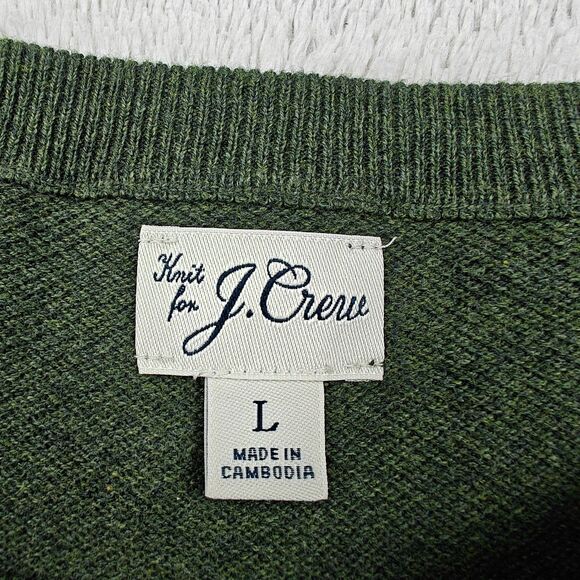 Knit
for J.Crew
L
MADE IN
CAMBODIA